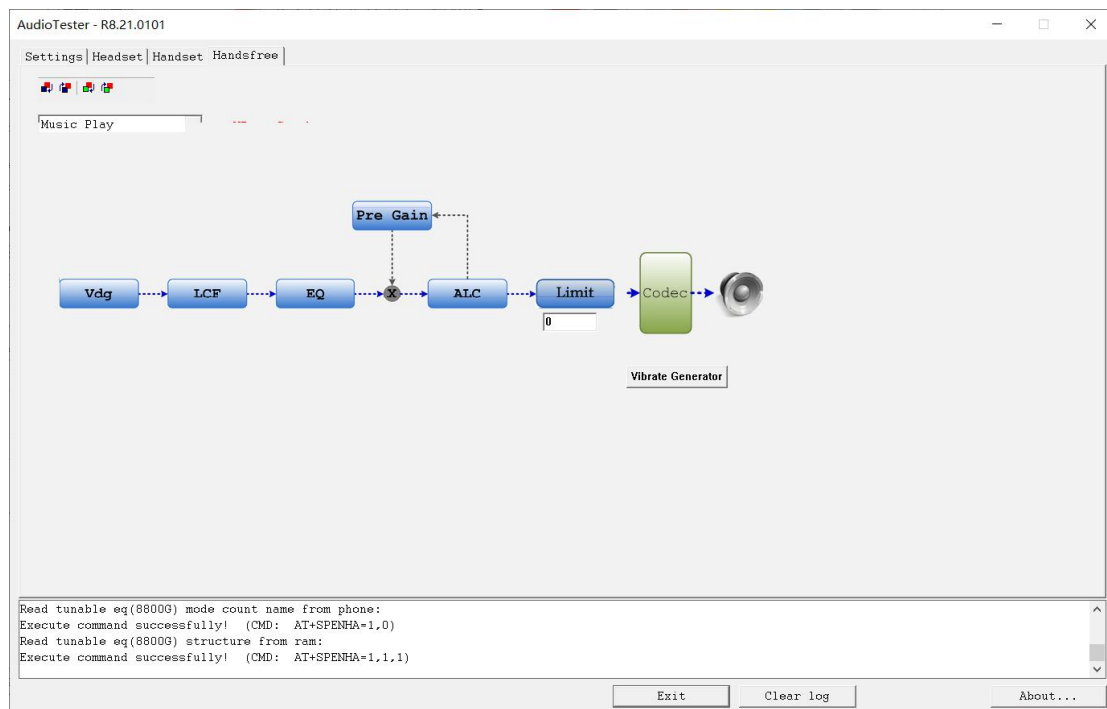 AudioTester - R8.21.0101
Settings Headset Handset Handsfree
Music Play
Pre Gain
Vdg LCF EQ X ALC Limit Codec
0
Vibrate Generator
Read tunable eq(8800G) mode count name from phone:
Execute command successfully! (CMD: AT+SPENHA=1,0)
Read tunable eq(8800G) structure from ram:
Execute command successfully! (CMD: AT+SPENHA=1,1,1)
Exit Clear log About...